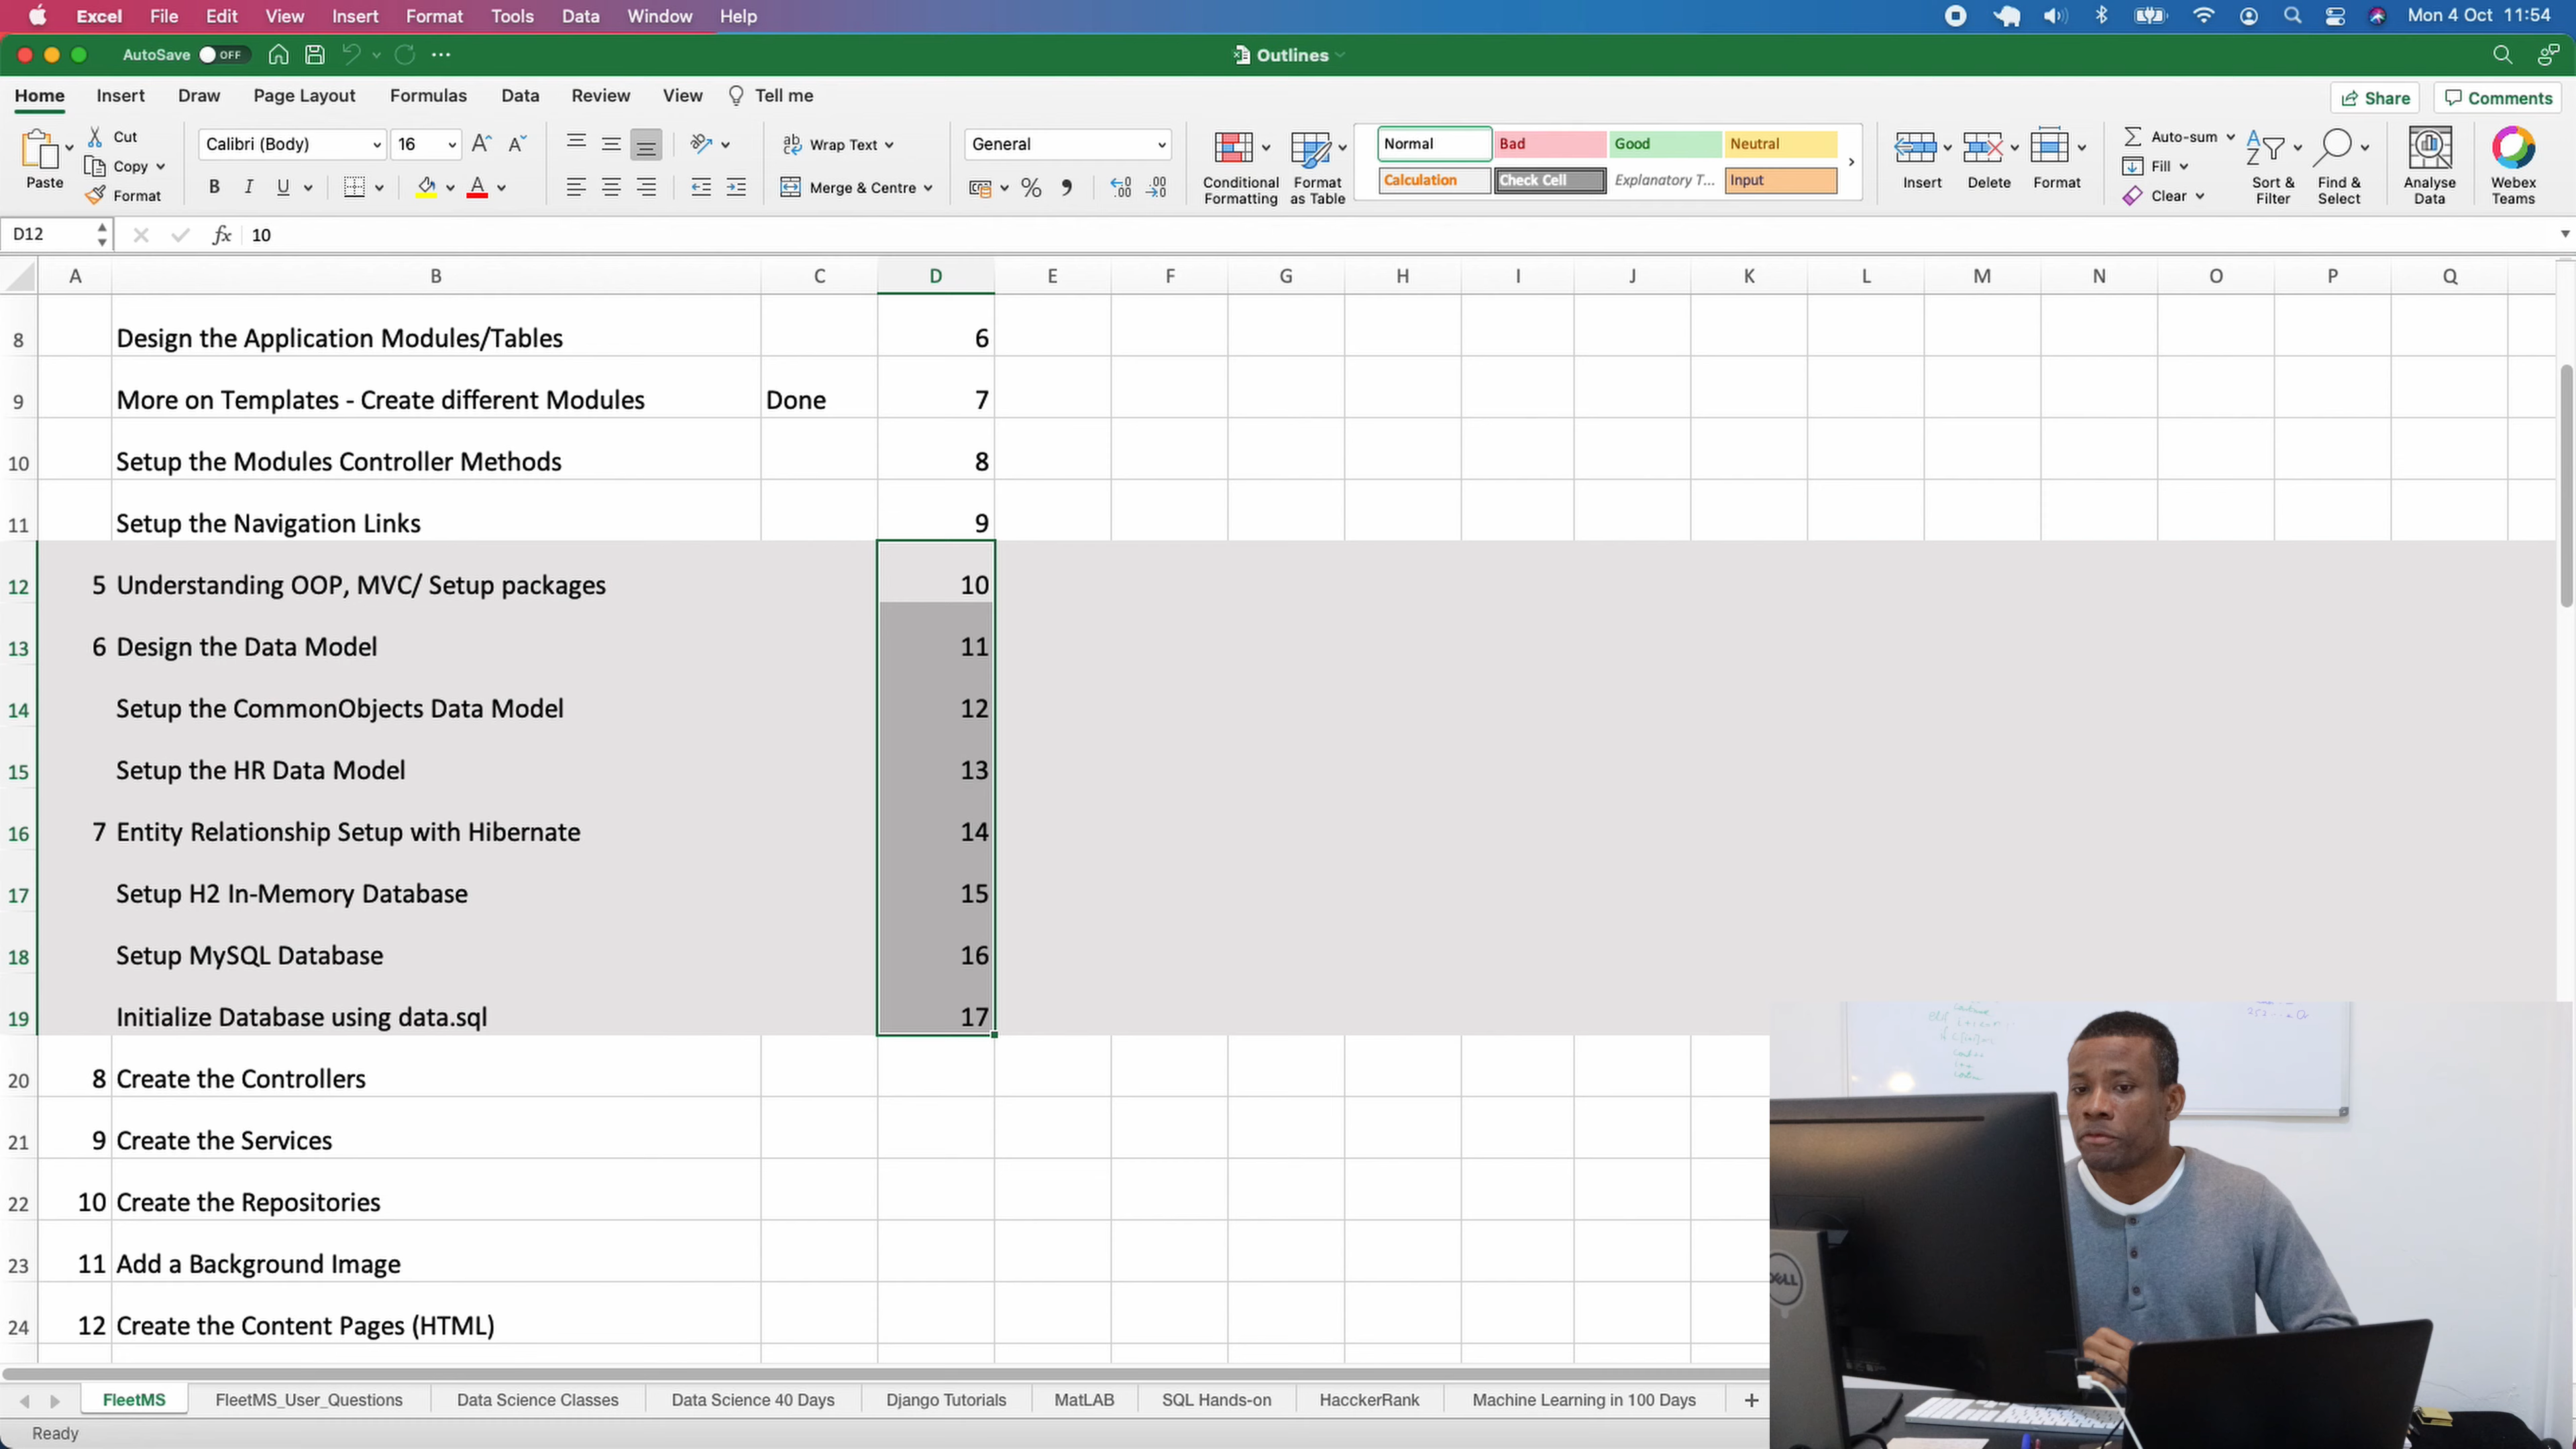 Excel File Edit View Insert Format Tools Data Window Help Mon 4 Oct 11:54
AutoSave OFF Outlines
Home Insert Draw Page Layout Formulas Data Review View Tell me Share Comments
Paste Cut Copy Format
Calibri (Body) 16
B I U A
Wrap Text
Merge & Centre
General
Conditional Formatting
Format as Table
Normal Bad Good Neutral
Calculation Check Cell Explanatory T... Input
Insert Delete Format
Auto-sum
Fill
Clear
Sort & Filter
Find & Select
Analyse Data
Webex Teams
D12 fx 10
A B C D E F G H I J K L M N O P Q
8 Design the Application Modules/Tables 6
9 More on Templates - Create different Modules Done 7
10 Setup the Modules Controller Methods 8
11 Setup the Navigation Links 9
12 5 Understanding OOP, MVC/ Setup packages 10
13 6 Design the Data Model 11
14 Setup the CommonObjects Data Model 12
15 Setup the HR Data Model 13
16 7 Entity Relationship Setup with Hibernate 14
17 Setup H2 In-Memory Database 15
18 Setup MySQL Database 16
19 Initialize Database using data.sql 17
20 8 Create the Controllers
21 9 Create the Services
22 10 Create the Repositories
23 11 Add a Background Image
24 12 Create the Content Pages (HTML)
DELL
FleetMS FleetMS_User_Questions Data Science Classes Data Science 40 Days Django Tutorials MatLAB SQL Hands-on HacckerRank Machine Learning in 100 Days +
Ready